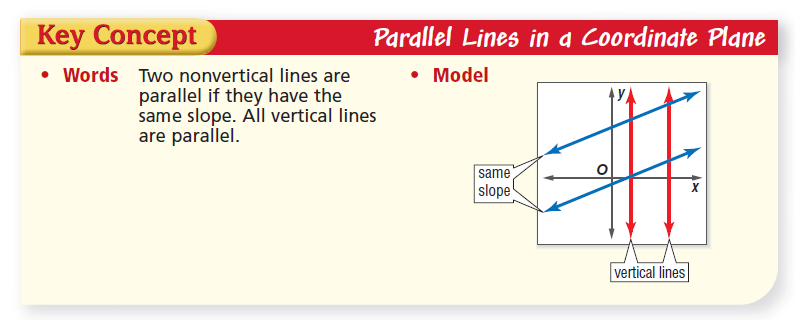 Key Concept
Parallel Lines in a Coordinate Plane
• Words Two nonvertical lines are
parallel if they have the
same slope. All vertical lines
are parallel.
• Model
y
O
x
same
slope
vertical lines